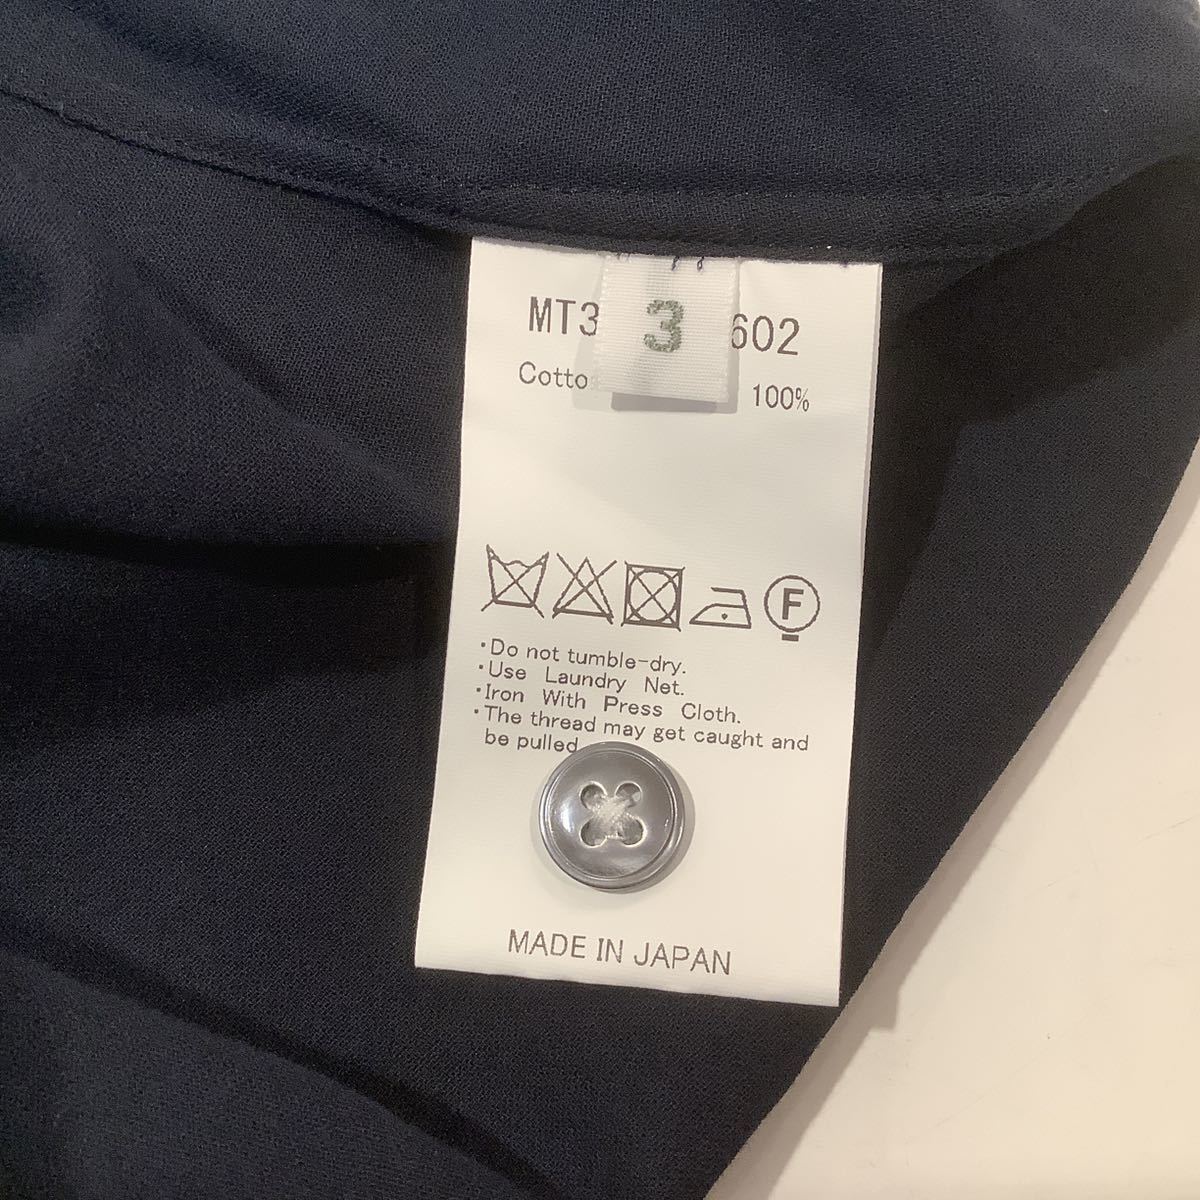 MT3
3
602
Cotto
100%
F
・Do not tumble-dry.
・Use Laundry Net.
・Iron With Press Cloth.
・The thread may get caught and
be pulled
MADE IN JAPAN